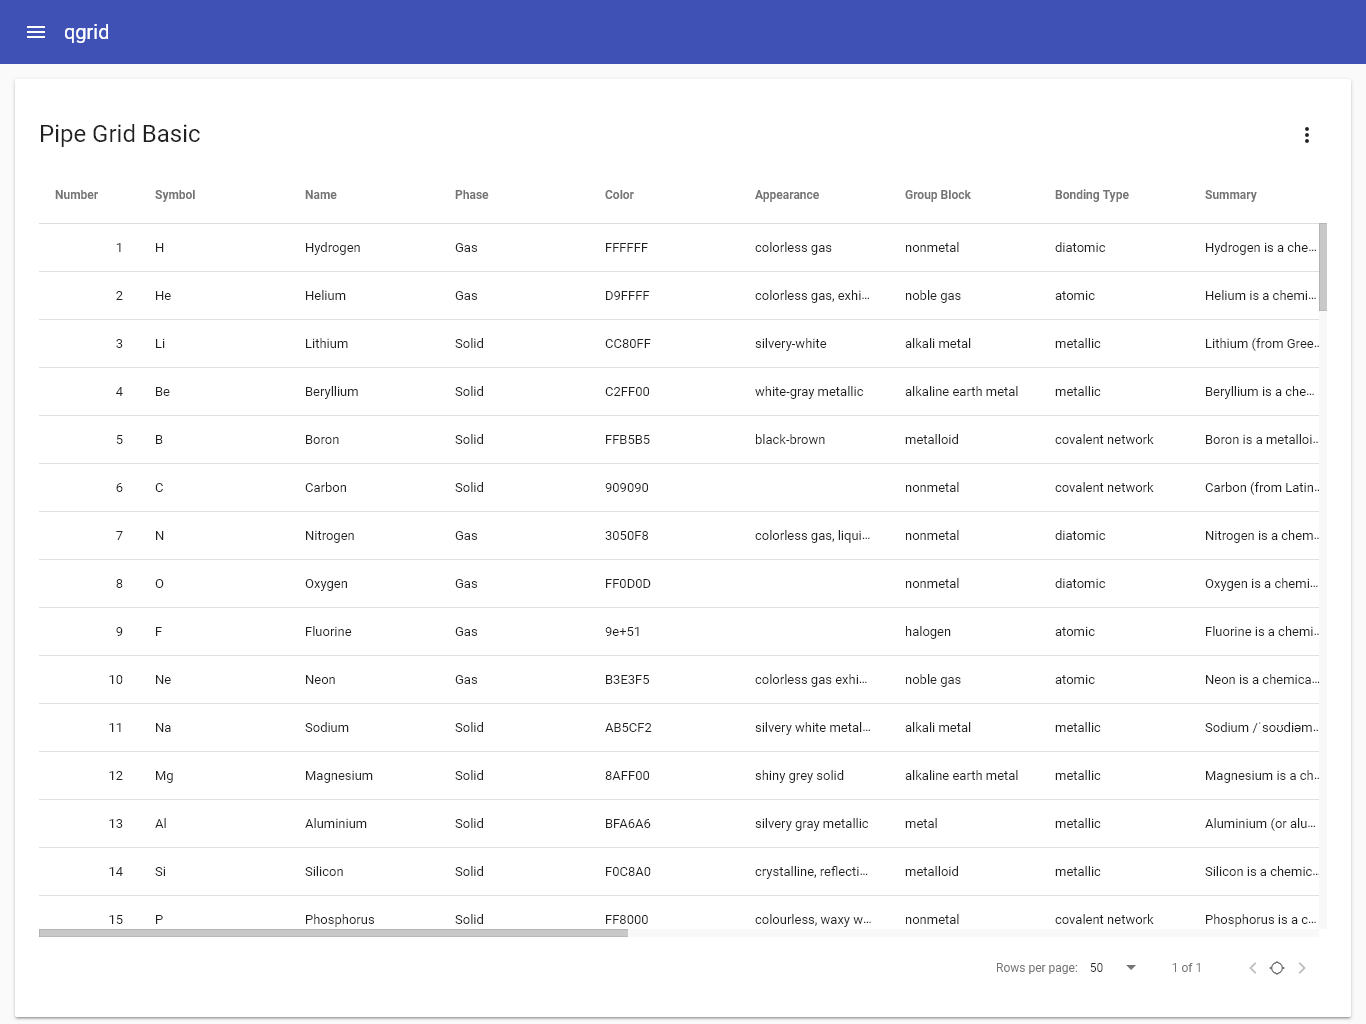 qgrid
Pipe Grid Basic
Number Symbol Name Phase Color Appearance Group Block Bonding Type Summary
1 H Hydrogen Gas FFFFFF colorless gas nonmetal diatomic Hydrogen is a che...
2 He Helium Gas D9FFFF colorless gas, exhi... noble gas atomic Helium is a chemi...
3 Li Lithium Solid CC80FF silvery-white alkali metal metallic Lithium (from Gree...
4 Be Beryllium Solid C2FF00 white-gray metallic alkaline earth metal metallic Beryllium is a che...
5 B Boron Solid FFB5B5 black-brown metalloid covalent network Boron is a metalloi...
6 C Carbon Solid 909090 nonmetal covalent network Carbon (from Latin...
7 N Nitrogen Gas 3050F8 colorless gas, liqui... nonmetal diatomic Nitrogen is a chem...
8 O Oxygen Gas FF0D0D nonmetal diatomic Oxygen is a chemi...
9 F Fluorine Gas 9e+51 halogen atomic Fluorine is a chemi...
10 Ne Neon Gas B3E3F5 colorless gas exhi... noble gas atomic Neon is a chemica...
11 Na Sodium Solid AB5CF2 silvery white metal... alkali metal metallic Sodium /ˈsoʊdiəm...
12 Mg Magnesium Solid 8AFF00 shiny grey solid alkaline earth metal metallic Magnesium is a ch...
13 Al Aluminium Solid BFA6A6 silvery gray metallic metal metallic Aluminium (or alu...
14 Si Silicon Solid F0C8A0 crystalline, reflecti... metalloid metallic Silicon is a chemic...
15 P Phosphorus Solid FF8000 colourless, waxy w... nonmetal covalent network Phosphorus is a c...
Rows per page: 50 1 of 1